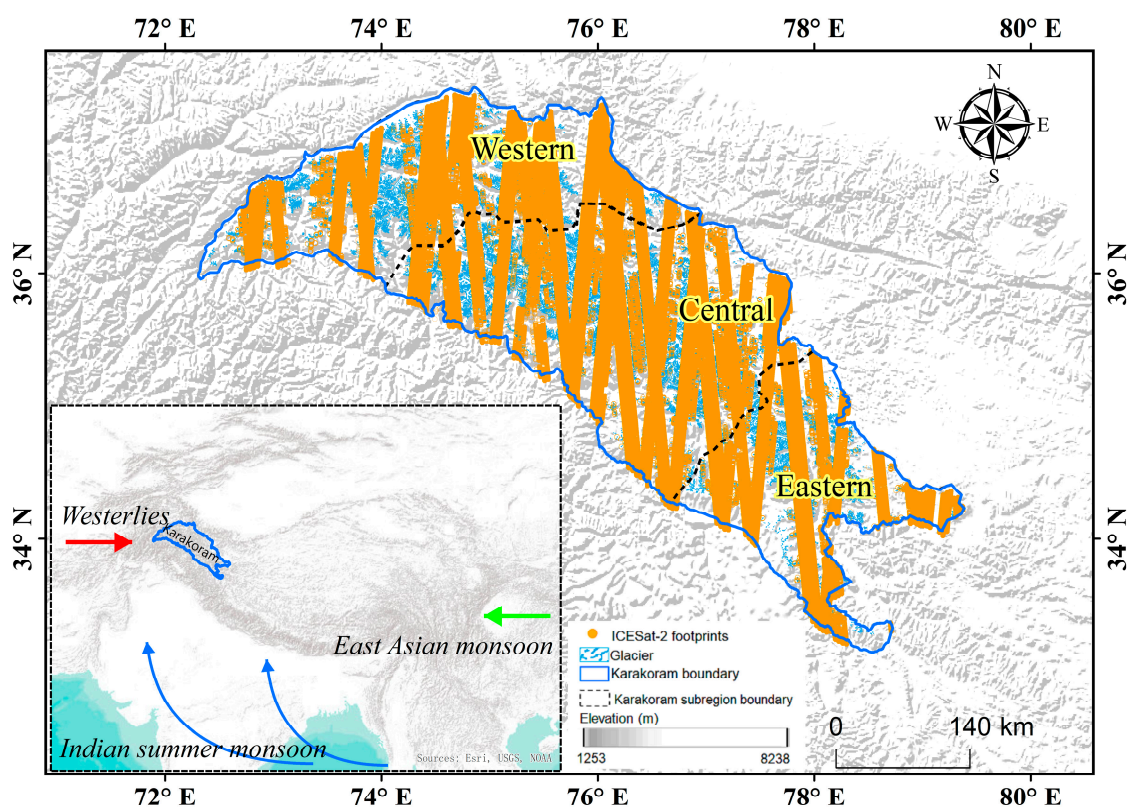 72° E 74° E 76° E 78° E 80° E
N
W E
S
Western
36° N
36° N
Central
Eastern
Westerlies
Karakoram
34° N
34° N
East Asian monsoon
Indian summer monsoon
Sources: Esri, USGS, NOAA
ICESat-2 footprints
Glacier
Karakoram boundary
Karakoram subregion boundary
Elevation (m)
1253 8238
0 140 km
72° E 74° E 76° E 78° E 80° E